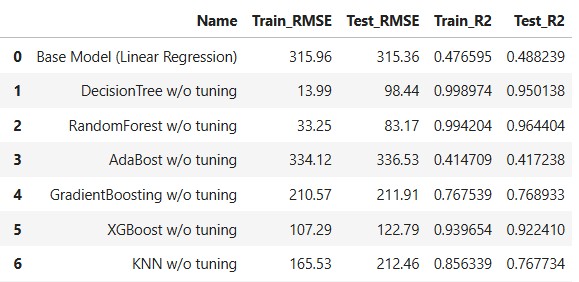 Name Train_RMSE Test_RMSE Train_R2 Test_R2
0 Base Model (Linear Regression) 315.96 315.36 0.476595 0.488239
1 DecisionTree w/o tuning 13.99 98.44 0.998974 0.950138
2 RandomForest w/o tuning 33.25 83.17 0.994204 0.964404
3 AdaBost w/o tuning 334.12 336.53 0.414709 0.417238
4 GradientBoosting w/o tuning 210.57 211.91 0.767539 0.768933
5 XGBoost w/o tuning 107.29 122.79 0.939654 0.922410
6 KNN w/o tuning 165.53 212.46 0.856339 0.767734